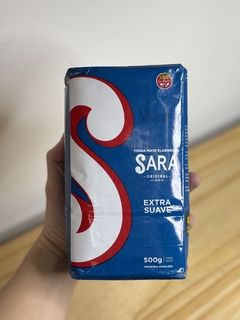 YERBA MATE ELABORADA
SARA
ORIGINAL
EXTRA
SUAVE
500g